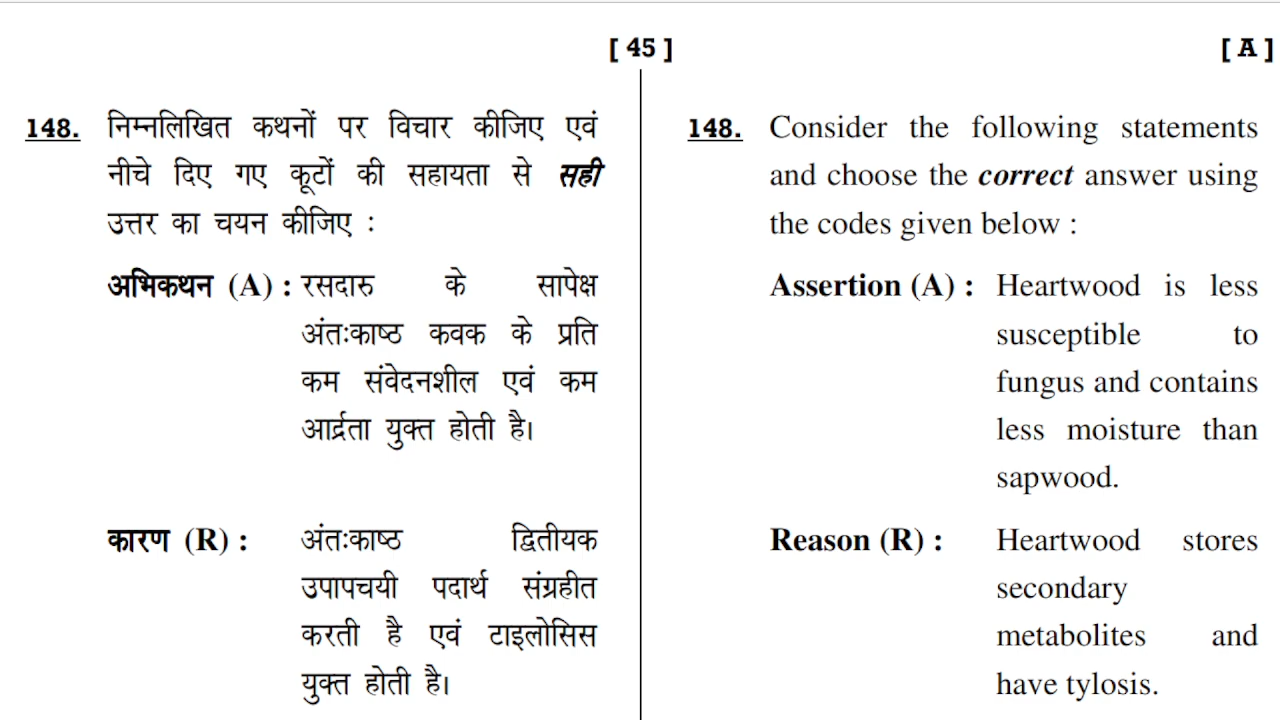 [ 45 ]
[ A ]
148. निम्नलिखित कथनों पर विचार कीजिए एवं
नीचे दिए गए कूटों की सहायता से सही
उत्तर का चयन कीजिए :
अभिकथन (A) : रसदारु के सापेक्ष
अंतःकाष्ठ कवक के प्रति
कम संवेदनशील एवं कम
आर्द्रता युक्त होती है।
कारण (R) : अंतःकाष्ठ द्वितीयक
उपापचयी पदार्थ संग्रहीत
करती है एवं टाइलोसिस
युक्त होती है।
148. Consider the following statements
and choose the correct answer using
the codes given below :
Assertion (A) : Heartwood is less
susceptible to
fungus and contains
less moisture than
sapwood.
Reason (R) : Heartwood stores
secondary
metabolites and
have tylosis.